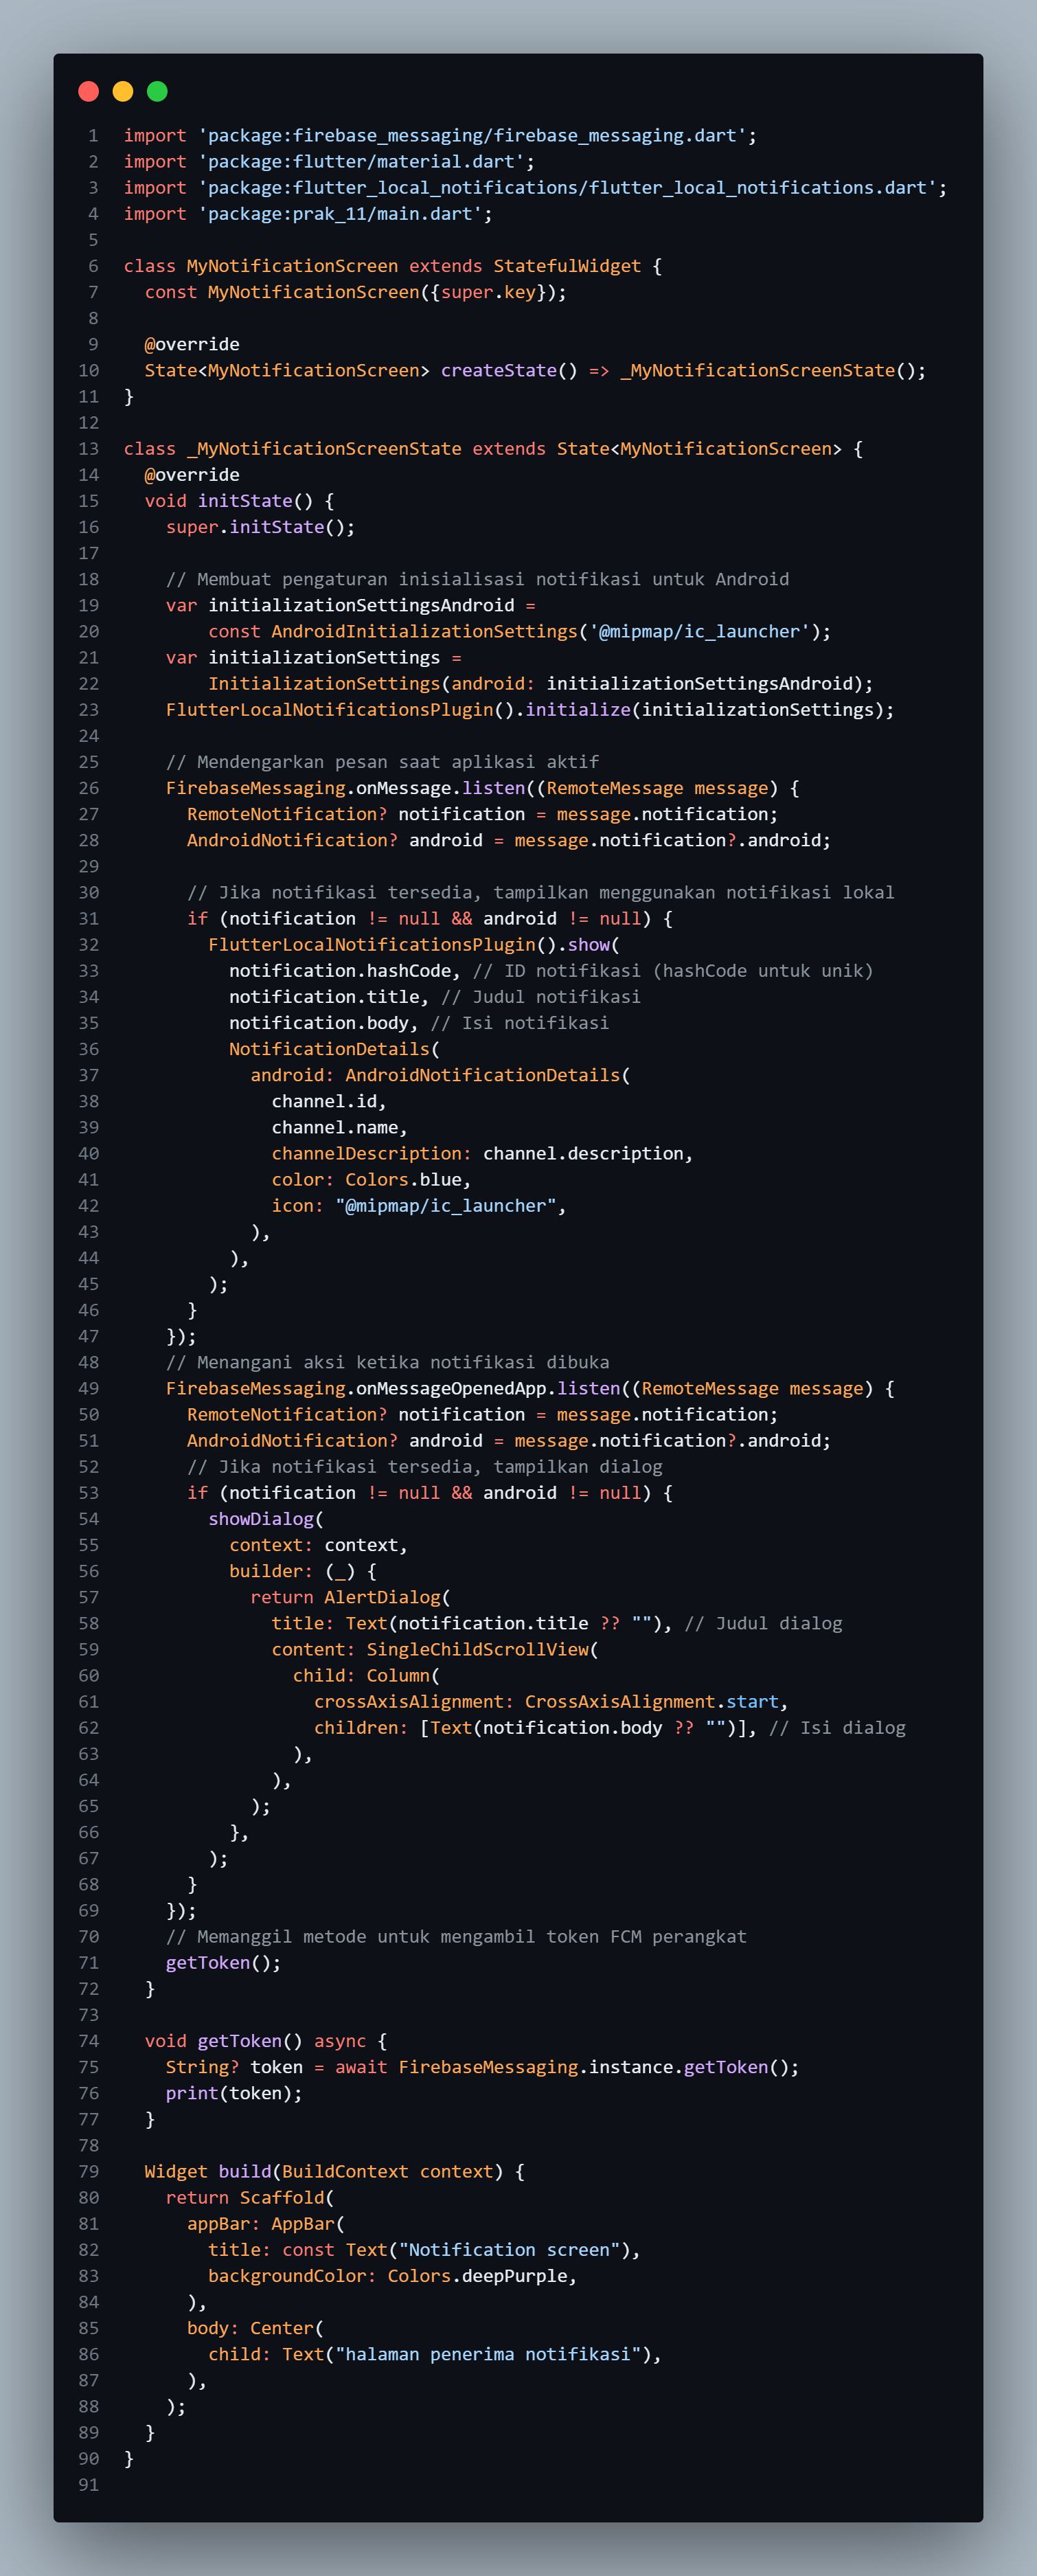 1 import 'package:firebase_messaging/firebase_messaging.dart';
2 import 'package:flutter/material.dart';
3 import 'package:flutter_local_notifications/flutter_local_notifications.dart';
4 import 'package:prak_11/main.dart';
5
6 class MyNotificationScreen extends StatefulWidget {
7   const MyNotificationScreen({super.key});
8
9   @override
10   State<MyNotificationScreen> createState() => _MyNotificationScreenState();
11 }
12
13 class _MyNotificationScreenState extends State<MyNotificationScreen> {
14   @override
15   void initState() {
16     super.initState();
17
18     // Membuat pengaturan inisialisasi notifikasi untuk Android
19     var initializationSettingsAndroid =
20         const AndroidInitializationSettings('@mipmap/ic_launcher');
21     var initializationSettings =
22         InitializationSettings(android: initializationSettingsAndroid);
23     FlutterLocalNotificationsPlugin().initialize(initializationSettings);
24
25     // Mendengarkan pesan saat aplikasi aktif
26     FirebaseMessaging.onMessage.listen((RemoteMessage message) {
27       RemoteNotification? notification = message.notification;
28       AndroidNotification? android = message.notification?.android;
29
30       // Jika notifikasi tersedia, tampilkan menggunakan notifikasi lokal
31       if (notification != null && android != null) {
32         FlutterLocalNotificationsPlugin().show(
33           notification.hashCode, // ID notifikasi (hashCode untuk unik)
34           notification.title, // Judul notifikasi
35           notification.body, // Isi notifikasi
36           NotificationDetails(
37             android: AndroidNotificationDetails(
38               channel.id,
39               channel.name,
40               channelDescription: channel.description,
41               color: Colors.blue,
42               icon: "@mipmap/ic_launcher",
43             ),
44           ),
45         );
46       }
47     });
48     // Menangani aksi ketika notifikasi dibuka
49     FirebaseMessaging.onMessageOpenedApp.listen((RemoteMessage message) {
50       RemoteNotification? notification = message.notification;
51       AndroidNotification? android = message.notification?.android;
52       // Jika notifikasi tersedia, tampilkan dialog
53       if (notification != null && android != null) {
54         showDialog(
55           context: context,
56           builder: (_) {
57             return AlertDialog(
58               title: Text(notification.title ?? ""), // Judul dialog
59               content: SingleChildScrollView(
60                 child: Column(
61                   crossAxisAlignment: CrossAxisAlignment.start,
62                   children: [Text(notification.body ?? "")], // Isi dialog
63                 ),
64               ),
65             );
66           },
67         );
68       }
69     });
70     // Memanggil metode untuk mengambil token FCM perangkat
71     getToken();
72   }
73
74   void getToken() async {
75     String? token = await FirebaseMessaging.instance.getToken();
76     print(token);
77   }
78
79   Widget build(BuildContext context) {
80     return Scaffold(
81       appBar: AppBar(
82         title: const Text("Notification screen"),
83         backgroundColor: Colors.deepPurple,
84       ),
85       body: Center(
86         child: Text("halaman penerima notifikasi"),
87       ),
88     );
89   }
90 }
91